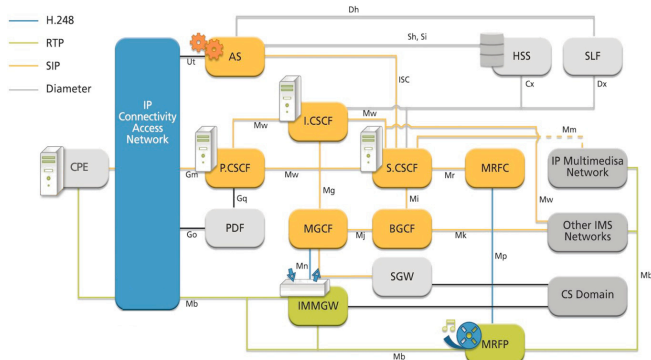 H.248
RTP
SIP
Diameter
Dh
Sh, Si
AS
HSS
SLF
Ut
ISC
Cx
Dx
IP
Connectivity
Access
Network
I.CSCF
Mw
Mw
Mm
CPE
Gm
P.CSCF
Mw
S.CSCF
Mr
MRFC
IP Multimedisa
Network
Gq
Mg
Mi
Mw
PDF
Go
MGCF
Mj
BGCF
Mk
Other IMS
Networks
Mn
Mp
Mb
SGW
CS Domain
Mb
IMMGW
MRFP
Mb